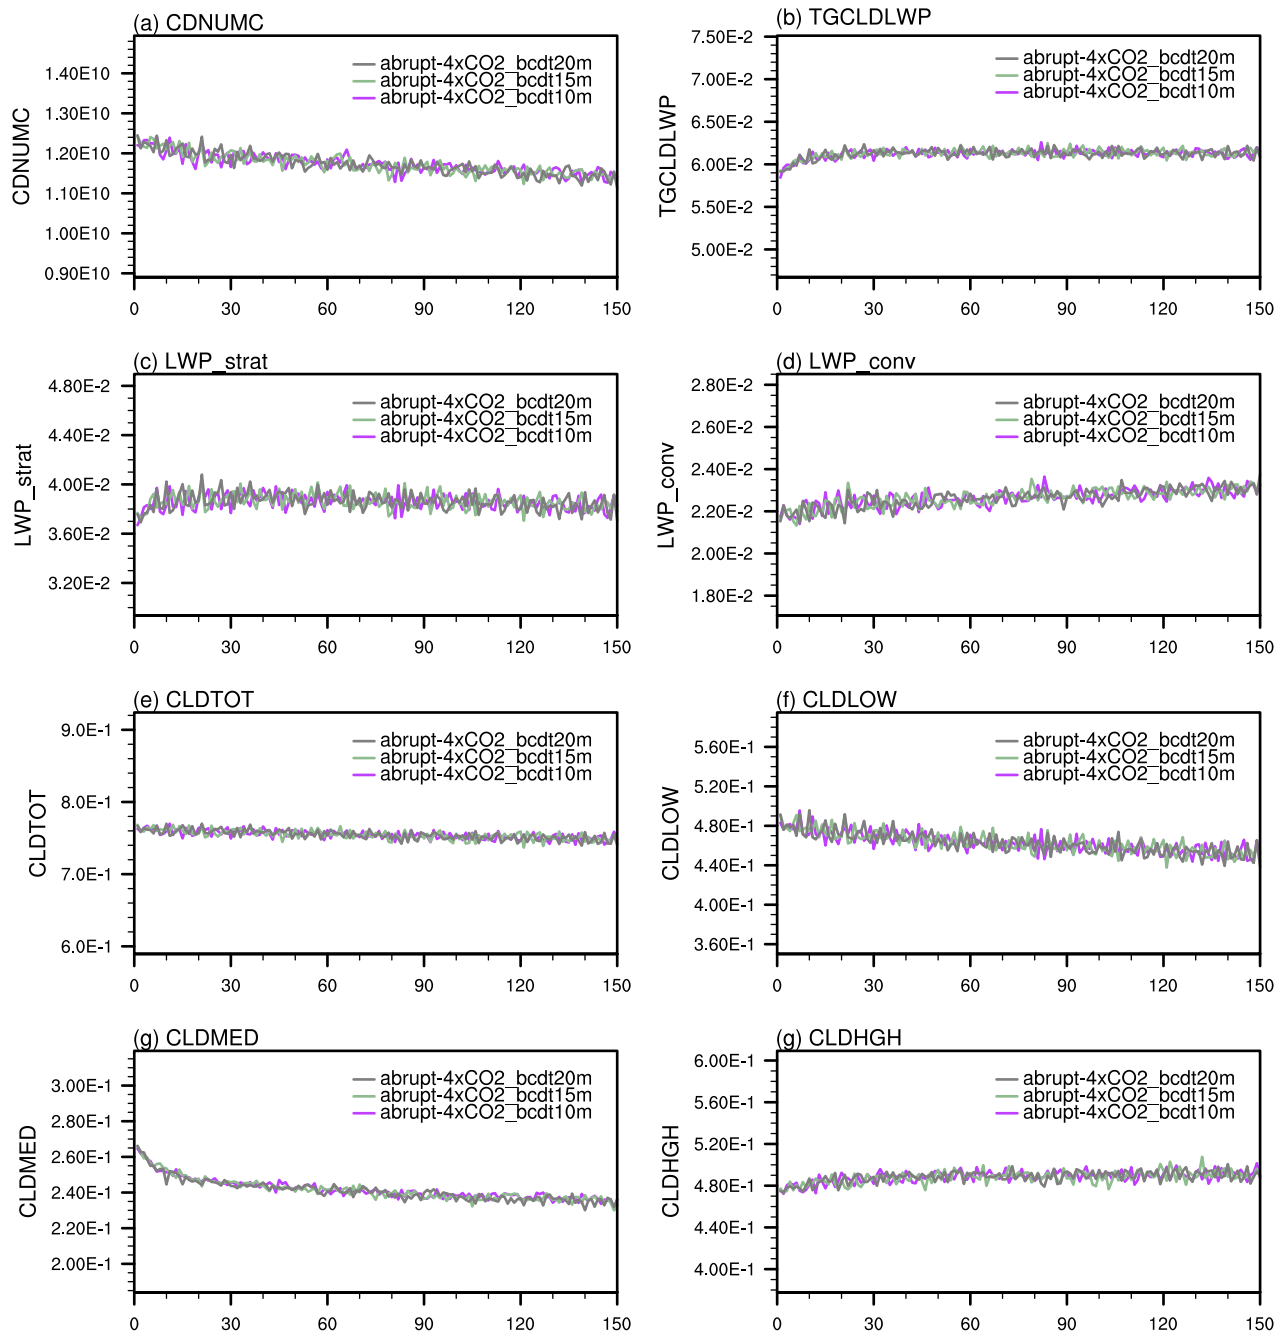 (a) CDNUMC
abrupt-4xCO2_bcdt20m
abrupt-4xCO2_bcdt15m
abrupt-4xCO2_bcdt10m
CDNUMC
1.40E10
1.30E10
1.20E10
1.10E10
1.00E10
0.90E10
0 30 60 90 120 150
(b) TGCLDLWP
abrupt-4xCO2_bcdt20m
abrupt-4xCO2_bcdt15m
abrupt-4xCO2_bcdt10m
TGCLDLWP
7.50E-2
7.00E-2
6.50E-2
6.00E-2
5.50E-2
5.00E-2
0 30 60 90 120 150
(c) LWP_strat
abrupt-4xCO2_bcdt20m
abrupt-4xCO2_bcdt15m
abrupt-4xCO2_bcdt10m
LWP_strat
4.80E-2
4.40E-2
4.00E-2
3.60E-2
3.20E-2
0 30 60 90 120 150
(d) LWP_conv
abrupt-4xCO2_bcdt20m
abrupt-4xCO2_bcdt15m
abrupt-4xCO2_bcdt10m
LWP_conv
2.80E-2
2.60E-2
2.40E-2
2.20E-2
2.00E-2
1.80E-2
0 30 60 90 120 150
(e) CLDTOT
abrupt-4xCO2_bcdt20m
abrupt-4xCO2_bcdt15m
abrupt-4xCO2_bcdt10m
CLDTOT
9.0E-1
8.0E-1
7.0E-1
6.0E-1
0 30 60 90 120 150
(f) CLDLOW
abrupt-4xCO2_bcdt20m
abrupt-4xCO2_bcdt15m
abrupt-4xCO2_bcdt10m
CLDLOW
5.60E-1
5.20E-1
4.80E-1
4.40E-1
4.00E-1
3.60E-1
0 30 60 90 120 150
(g) CLDMED
abrupt-4xCO2_bcdt20m
abrupt-4xCO2_bcdt15m
abrupt-4xCO2_bcdt10m
CLDMED
3.00E-1
2.80E-1
2.60E-1
2.40E-1
2.20E-1
2.00E-1
0 30 60 90 120 150
(g) CLDHGH
abrupt-4xCO2_bcdt20m
abrupt-4xCO2_bcdt15m
abrupt-4xCO2_bcdt10m
CLDHGH
6.00E-1
5.60E-1
5.20E-1
4.80E-1
4.40E-1
4.00E-1
0 30 60 90 120 150